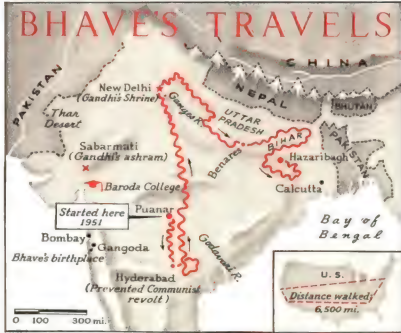 BHAVE'S TRAVELS
CHINA
PAKISTAN
New Delhi
(Gandhi's Shrine)
NEPAL
BHUTAN
Thar
Desert
Ganges R.
UTTAR
PRADESH
BIHAR
PAKISTAN
Sabarmati
(Gandhi's ashram)
Benares
Hazaribagh
Baroda College
Calcutta
Started here
1951
Puanar
Bay of
Bengal
Bombay
Gangoda
Bhave's birthplace
Godavari R.
Hyderabad
(Prevented Communist
revolt)
U.S.
Distance walked;
6,500 mi.
0 100 300 mi.